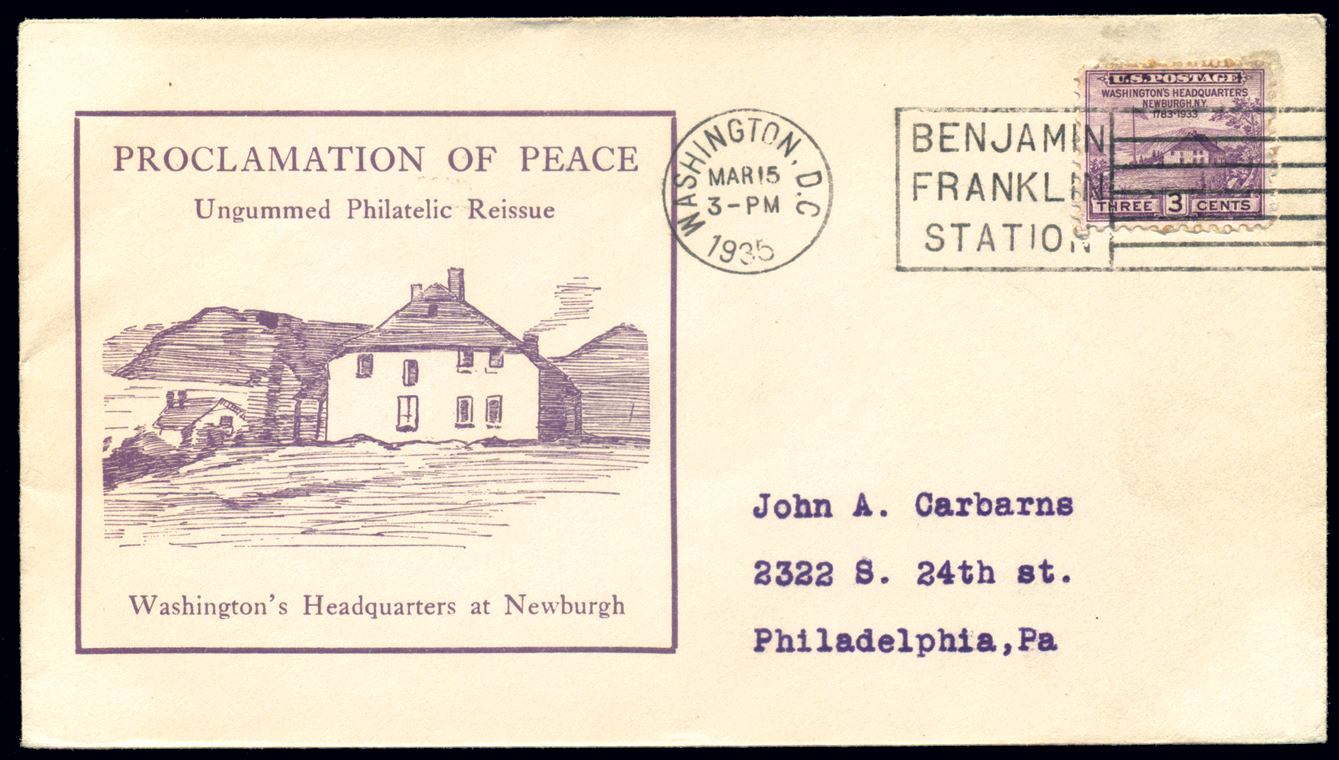 PROCLAMATION OF PEACE
Ungummed Philatelic Reissue
Washington's Headquarters at Newburgh
WASHINGTON, D.C
MAR 15
3-PM
1935
BENJAMIN
FRANKLIN
STATION
U.S. POSTAGE
WASHINGTON'S HEADQUARTERS
NEWBURGH, N.Y.
1783-1933
THREE 3 CENTS
John A. Carbarns
2322 S. 24th st.
Philadelphia,Pa